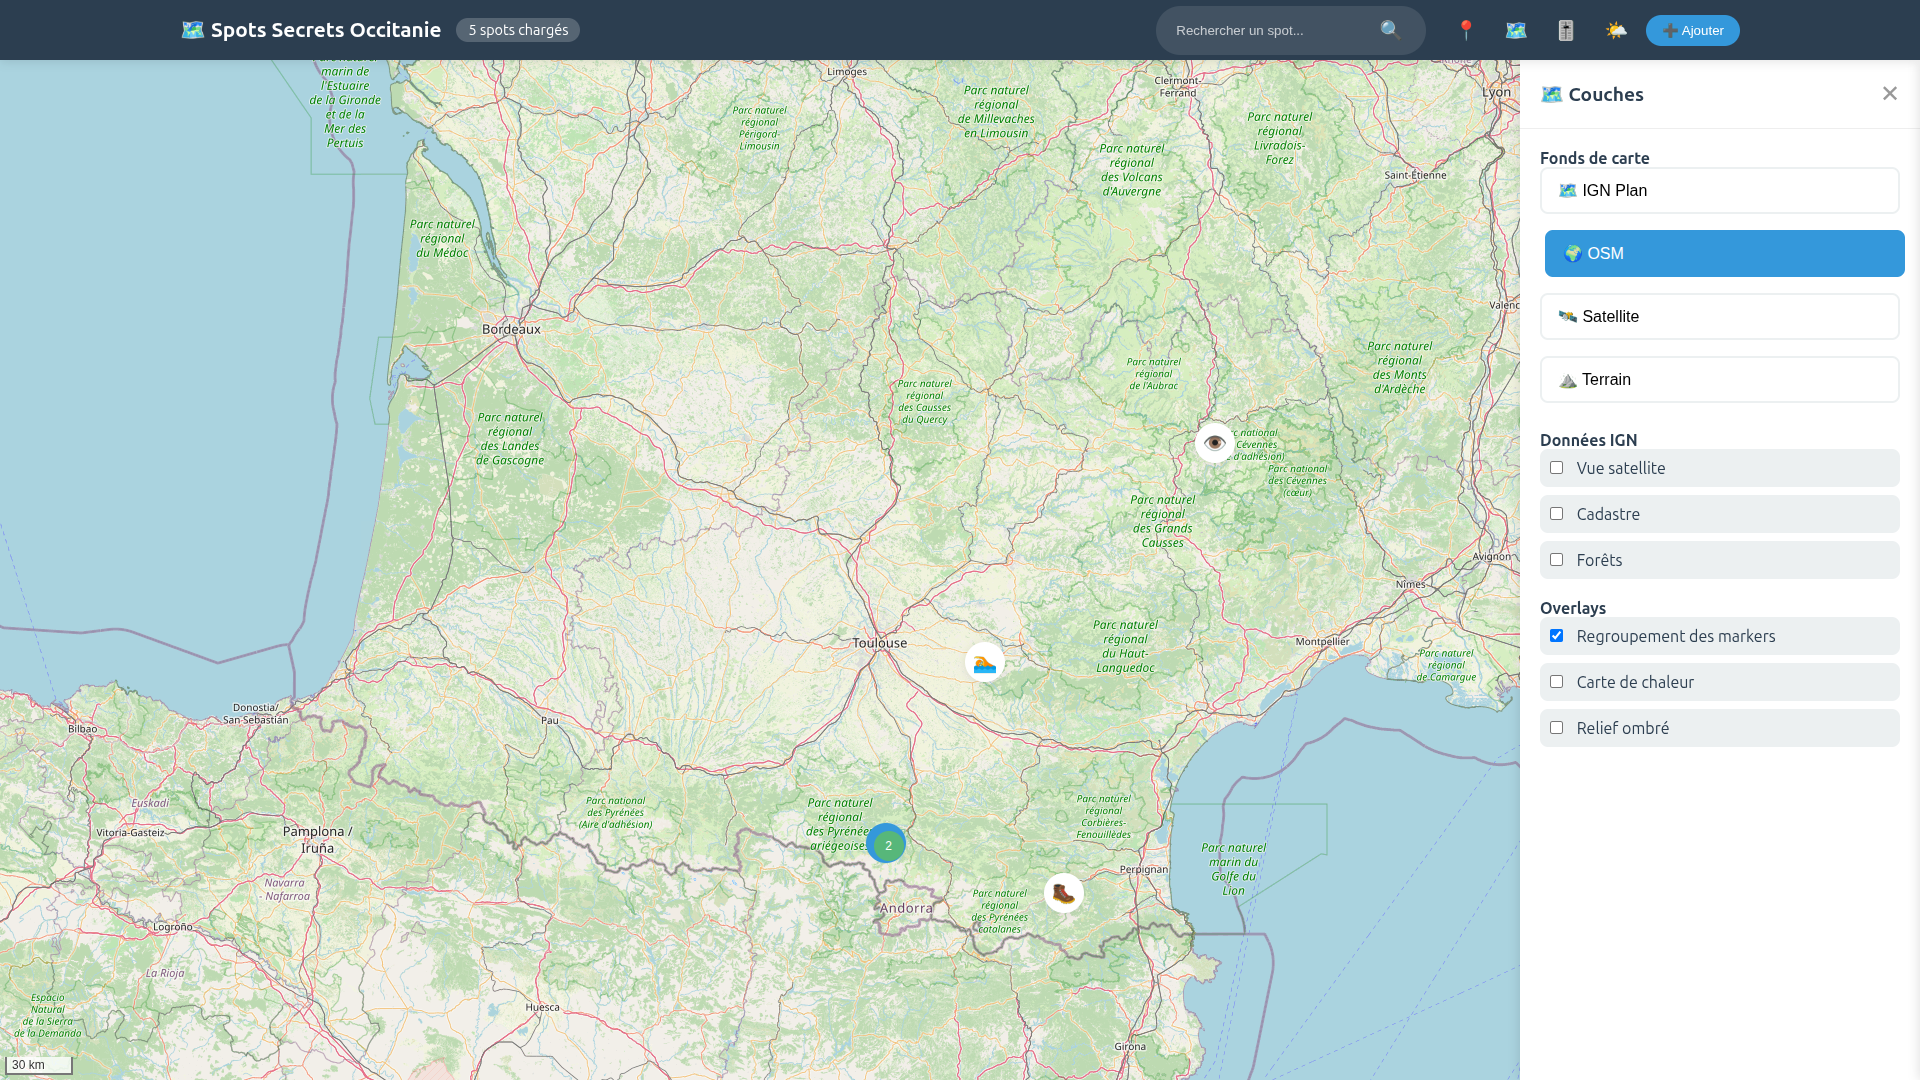 Spots Secrets Occitanie
5 spots chargés
Rechercher un spot...
Ajouter
marin de
l'Estuaire
de la Gironde
et de la
Mer des
Pertuis
Limoges
Parc naturel
régional
Périgord-
Limousin
Parc naturel
régional
de Millevaches
en Limousin
Clermont-
Ferrand
Parc naturel
régional
des Volcans
d'Auvergne
Parc naturel
régional
Livradois-
Forez
Lyon
Saint-Étienne
Parc naturel
régional
du Médoc
Bordeaux
Valenc
Parc naturel
régional
des Landes
de Gascogne
Parc naturel
régional
des Causses
du Quercy
Parc naturel
régional
de l'Aubrac
Parc naturel
régional
des Monts
d'Ardèche
national
Cévennes
d'adhésion)
Parc national
des Cévennes
(cœur)
Parc naturel
régional
des Grands
Causses
Avignon
Nîmes
Toulouse
Parc naturel
régional
du Haut-
Languedoc
Montpellier
Parc naturel
régional
de Camargue
Donostia/
San-Sebastián
Bilbao
Pau
Euskadi
Vitoria-Gasteiz
Pamplona /
Iruña
Parc national
des Pyrénées
(Aire d'adhésion)
Parc naturel
régional
des Pyrénées
ariégeoises
2
Parc naturel
régional
Corbières-
Fenouillèdes
Parc naturel
marin du
Golfe du
Lion
Perpignan
Navarra
- Nafarroa
Andorra
Parc naturel
régional
des Pyrénées
catalanes
Logroño
La Rioja
Espacio
Natural
de la Sierra
de la Demanda
Huesca
Girona
30 km
Couches
Fonds de carte
IGN Plan
OSM
Satellite
Terrain
Données IGN
Vue satellite
Cadastre
Forêts
Overlays
Regroupement des markers
Carte de chaleur
Relief ombré